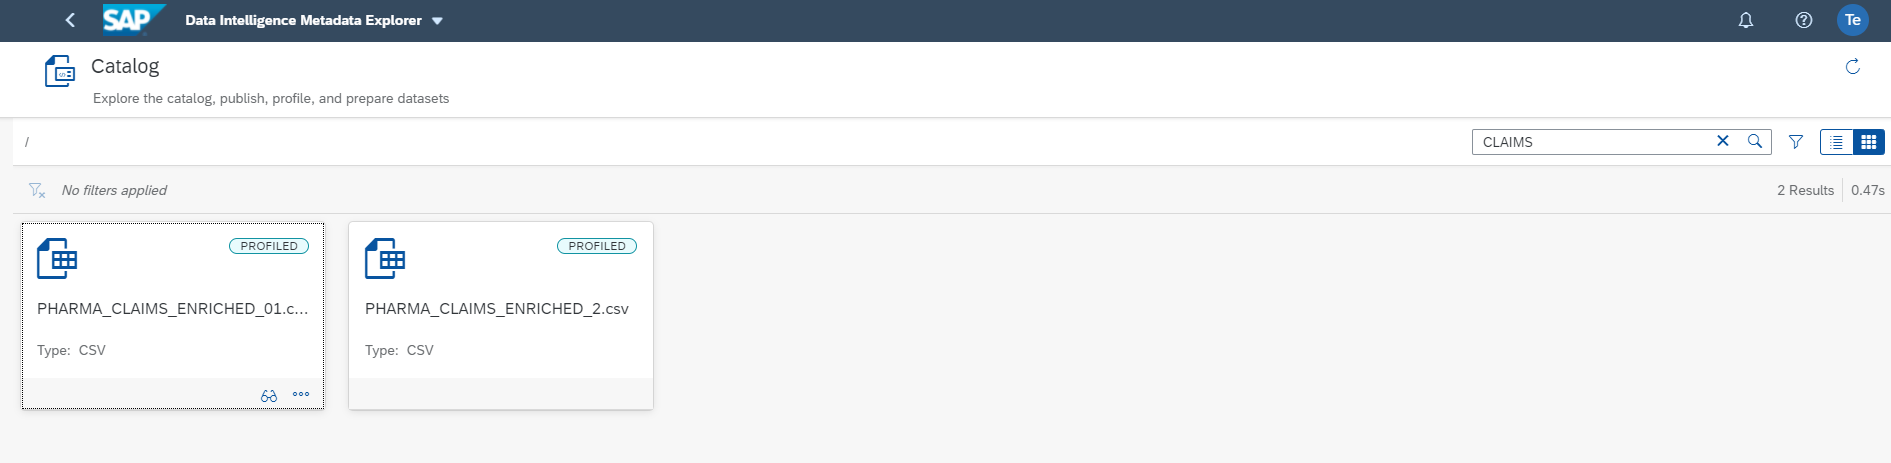 SAP Data Intelligence Metadata Explorer Te
Catalog
Explore the catalog, publish, profile, and prepare datasets
/ CLAIMS
No filters applied 2 Results 0.47s
PROFILED
PHARMA_CLAIMS_ENRICHED_01.c...
Type: CSV
PROFILED
PHARMA_CLAIMS_ENRICHED_2.csv
Type: CSV